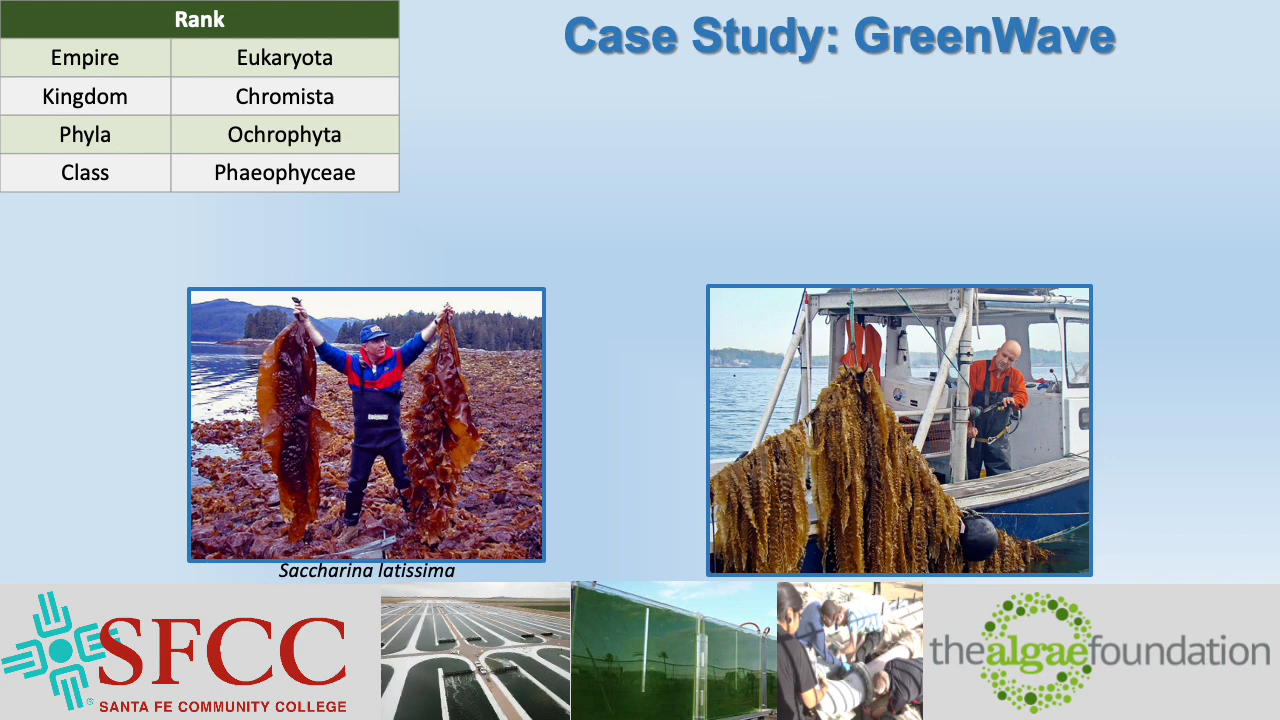 Rank
Empire Eukaryota
Kingdom Chromista
Phyla Ochrophyta
Class Phaeophyceae
Case Study: GreenWave
Saccharina latissima
SFCC
®
SANTA FE COMMUNITY COLLEGE
thealgaefoundation